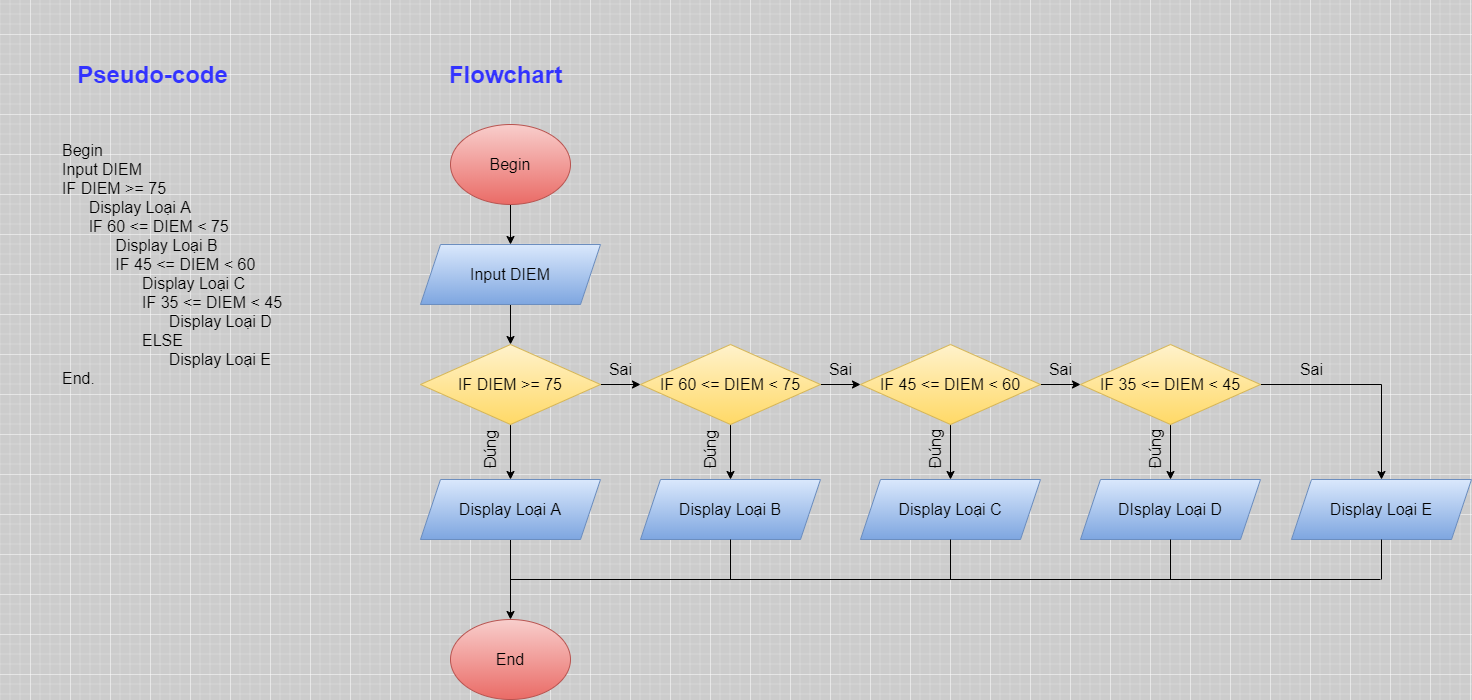 Pseudo-code
Begin
Input DIEM
IF DIEM >= 75
Display Loại A
IF 60 <= DIEM < 75
Display Loại B
IF 45 <= DIEM < 60
Display Loại C
IF 35 <= DIEM < 45
Display Loại D
ELSE
Display Loại E
End.
Flowchart
Begin
Input DIEM
IF DIEM >= 75
Sai
IF 60 <= DIEM < 75
Sai
IF 45 <= DIEM < 60
Sai
IF 35 <= DIEM < 45
Sai
Đúng
Đúng
Đúng
Đúng
Display Loại A
Display Loại B
Display Loại C
DIsplay Loại D
Display Loại E
End